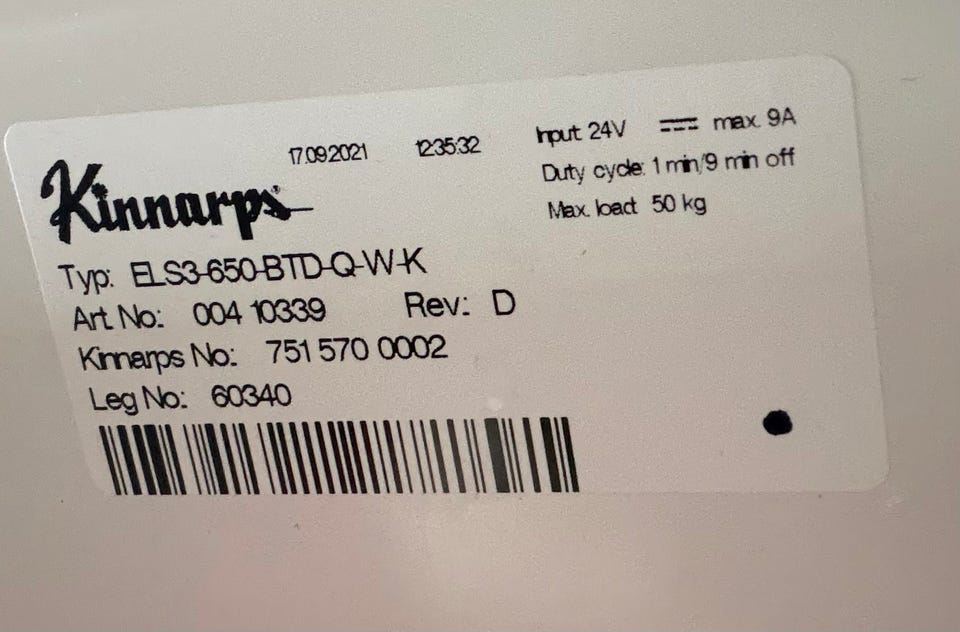 17.09.2021 12:35:32
Input: 24V ⎓ max. 9A
Duty cycle: 1 min/9 min off
Max. load: 50 kg
Kinnarps®
Typ: ELS3-650-BTD-Q-W-K
Art. No: 004 10339 Rev: D
Kinnarps No: 751 570 0002
Leg No: 60340